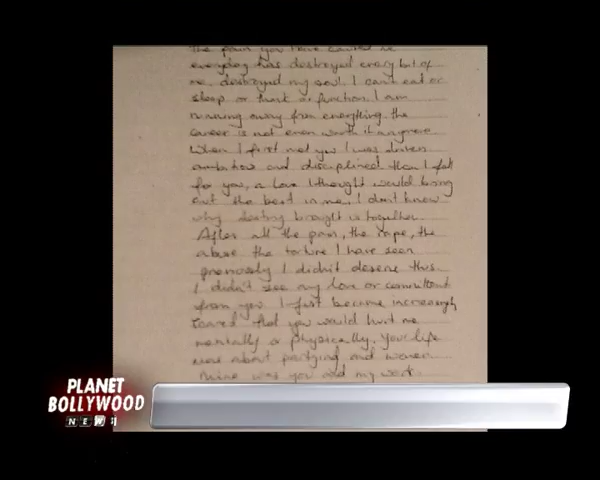 The pain you have caused me
everyday has destroyed every bit of
me, destroyed my soul. I can't eat or
sleep or think or function. I am
running away from everything. the
career is not even worth it anymore
When I first met you I was driven
ambitious and disciplined. Then I fell
for you, a love I thought would bring
out the best in me. I don't know
why destiny brought us together.
After all the pain, the rape, the
abuse the torture I have seen
previously I didn't deserve this.
I didn't see any love or commitment
from you. I just became increasingly
scared that you would hurt me
mentally or physically. Your life
was about partying and women.
Mine was you and my work.
PLANET
BOLLYWOOD
NEWS